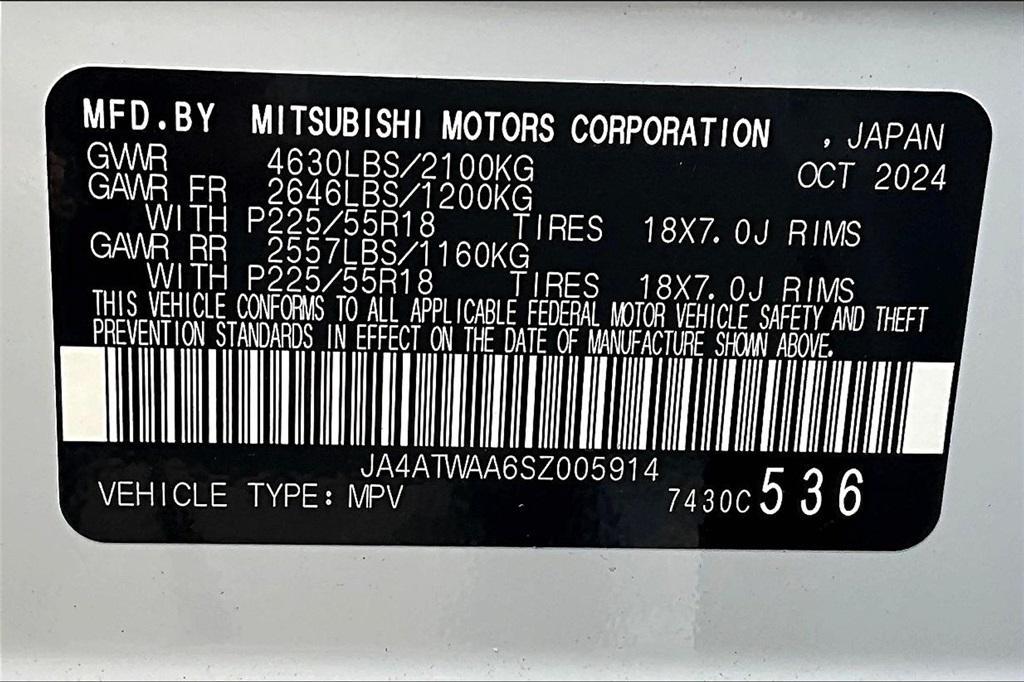 MFD.BY MITSUBISHI MOTORS CORPORATION , JAPAN
GVWR 4630LBS/2100KG OCT 2024
GAWR FR 2646LBS/1200KG
WITH P225/55R18 TIRES 18X7.0J RIMS
GAWR RR 2557LBS/1160KG
WITH P225/55R18 TIRES 18X7.0J RIMS
THIS VEHICLE CONFORMS TO ALL APPLICABLE FEDERAL MOTOR VEHICLE SAFETY AND THEFT
PREVENTION STANDARDS IN EFFECT ON THE DATE OF MANUFACTURE SHOWN ABOVE.
JA4ATWAA6SZ005914
VEHICLE TYPE: MPV 7430C 536